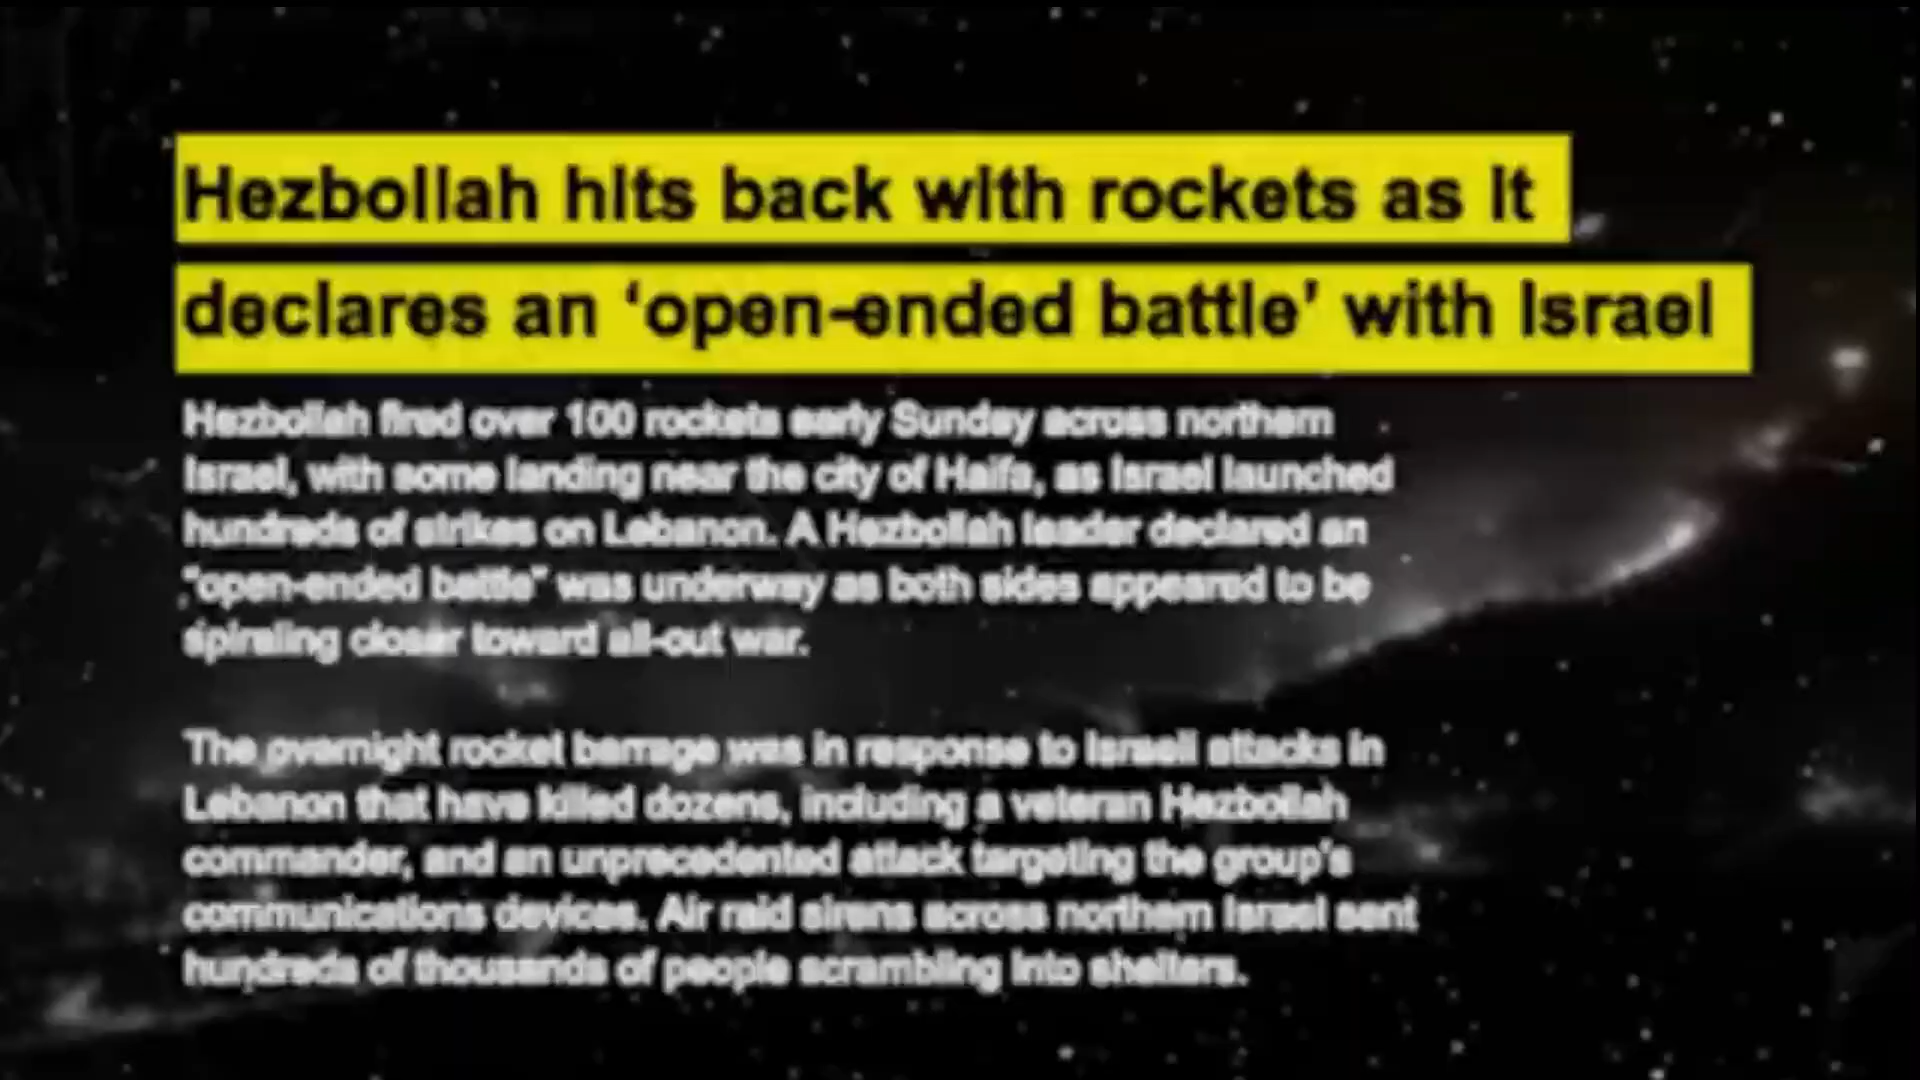 Hezbollah hits back with rockets as it
declares an ‘open-ended battle’ with Israel
Hezbollah fired over 100 rockets early Sunday across northern
Israel, with some landing near the city of Haifa, as Israel launched
hundreds of strikes on Lebanon. A Hezbollah leader declared an
"open-ended battle" was underway as both sides appeared to be
spiraling closer toward all-out war.
The overnight rocket barrage was in response to Israeli attacks in
Lebanon that have killed dozens, including a veteran Hezbollah
commander, and an unprecedented attack targeting the group's
communications devices. Air raid sirens across northern Israel sent
hundreds of thousands of people scrambling into shelters.